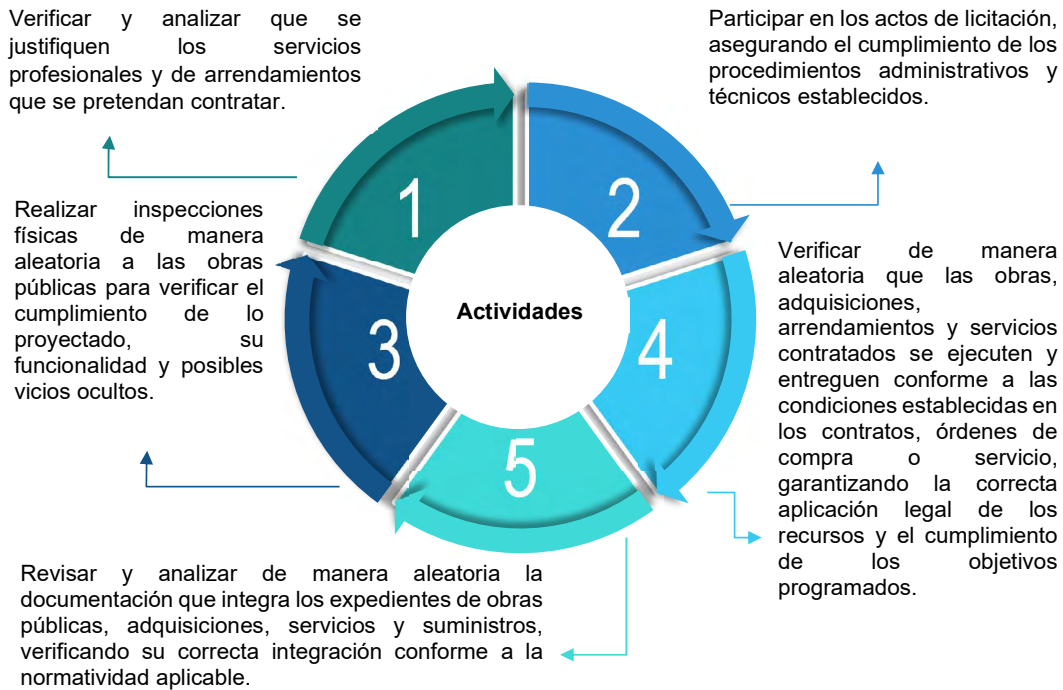 Verificar y analizar que se
justifiquen los servicios
profesionales y de arrendamientos
que se pretendan contratar.
Participar en los actos de licitación,
asegurando el cumplimiento de los
procedimientos administrativos y
técnicos establecidos.
1
2
Realizar inspecciones
físicas de manera
aleatoria a las obras
públicas para verificar el
cumplimiento de lo
proyectado, su
funcionalidad y posibles
vicios ocultos.
Actividades
3
4
Verificar de manera
aleatoria que las obras,
adquisiciones,
arrendamientos y servicios
contratados se ejecuten y
entreguen conforme a las
condiciones establecidas en
los contratos, órdenes de
compra o servicio,
garantizando la correcta
aplicación legal de los
recursos y el cumplimiento
de los objetivos
programados.
5
Revisar y analizar de manera aleatoria la
documentación que integra los expedientes de obras
públicas, adquisiciones, servicios y suministros,
verificando su correcta integración conforme a la
normatividad aplicable.